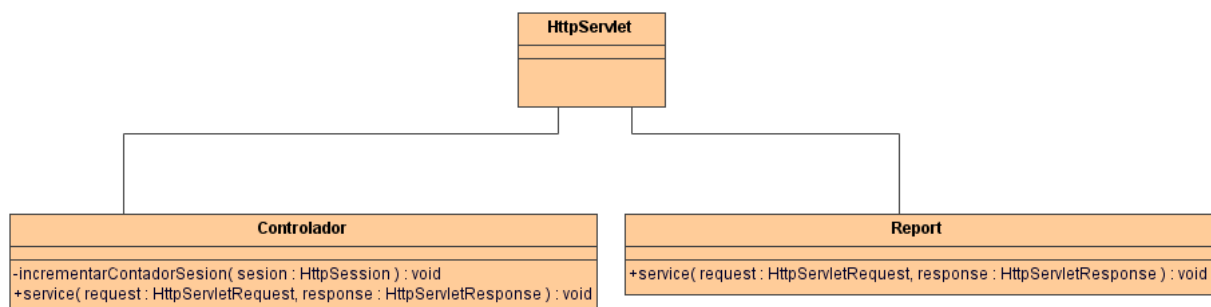 HttpServlet
Controlador
-incrementarContadorSesion( sesion : HttpSession ) : void
+service( request : HttpServletRequest, response : HttpServletResponse ) : void
Report
+service( request : HttpServletRequest, response : HttpServletResponse ) : void